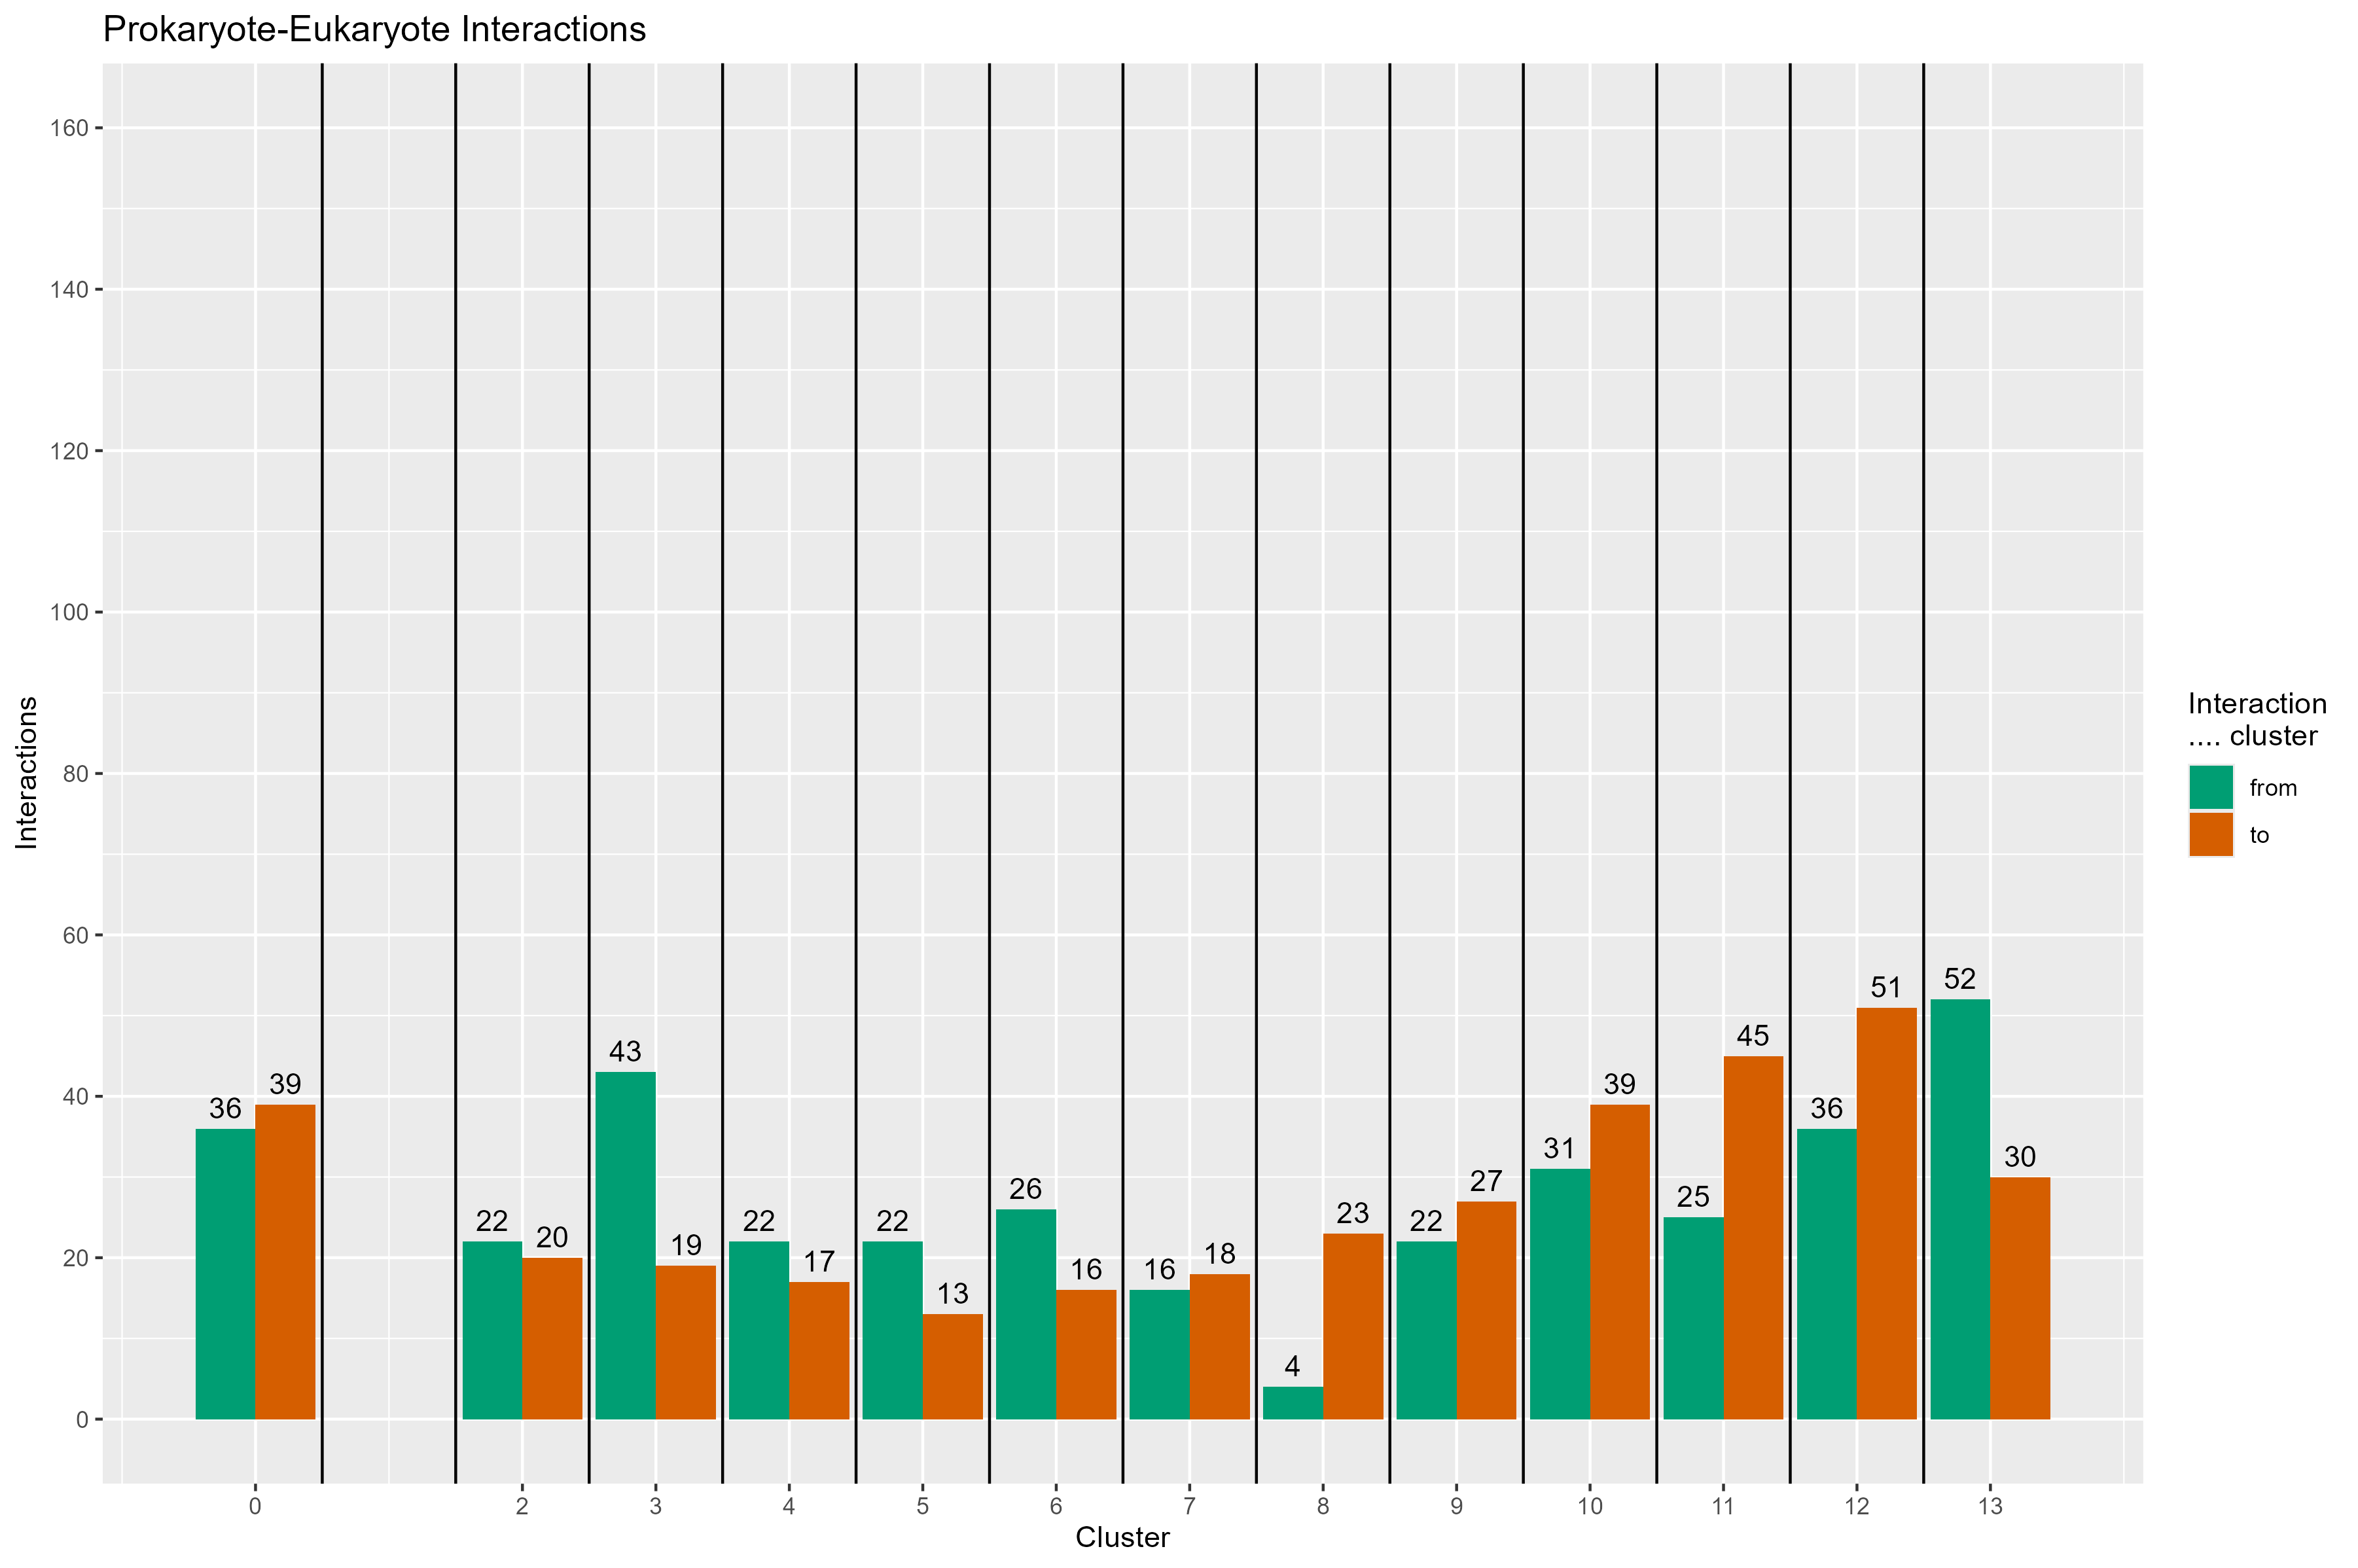 Prokaryote-Eukaryote Interactions
160
140
120
100
80
60
40
20
0
Interactions
36 39
22 20
43 19
22 17
22 13
26 16
16 18
4 23
22 27
31 39
25 45
36 51
52 30
0 2 3 4 5 6 7 8 9 10 11 12 13
Cluster
Interaction
.... cluster
from
to